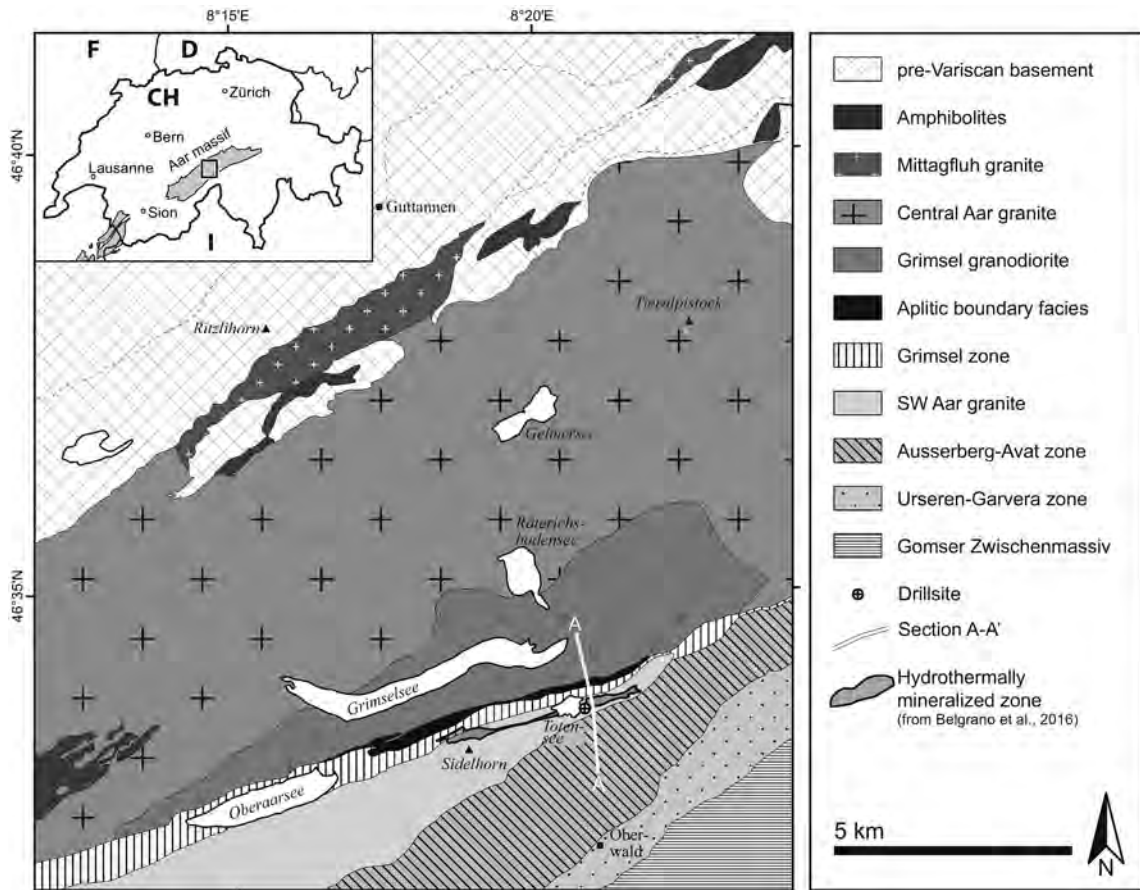 8°15'E
8°20'E
46°40'N
46°35'N
F
D
CH
Zürich
Bern
Aar massif
Lausanne
Sion
I
Guttannen
Ritzlihorn
Gelmersee
Räterichs-
bodensee
A
Grimselsee
Toten-
see
Sidelhorn
Oberaarsee
A'
Ober-
wald
pre-Variscan basement
Amphibolites
Mittagfluh granite
Central Aar granite
Grimsel granodiorite
Aplitic boundary facies
Grimsel zone
SW Aar granite
Ausserberg-Avat zone
Urseren-Garvera zone
Gomser Zwischenmassiv
Drillsite
Section A-A'
Hydrothermally
mineralized zone
(from Belgrano et al., 2016)
5 km
N